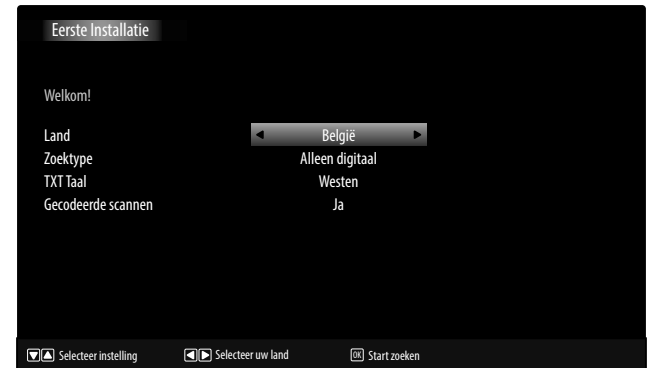 Eerste Installatie
Welkom!
Land België
Zoektype Alleen digitaal
TXT Taal Westen
Gecodeerde scannen Ja
Selecteer instelling Selecteer uw land OK Start zoeken